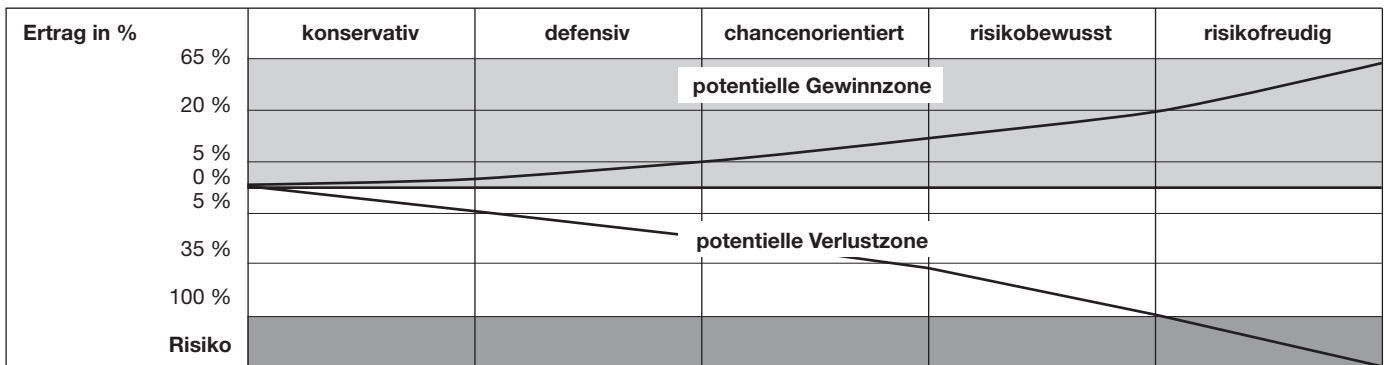 Ertrag in % konservativ defensiv chancenorientiert risikobewusst risikofreudig
65 %
potentielle Gewinnzone
20 %
5 %
0 %
5 %
potentielle Verlustzone
35 %
100 %
Risiko